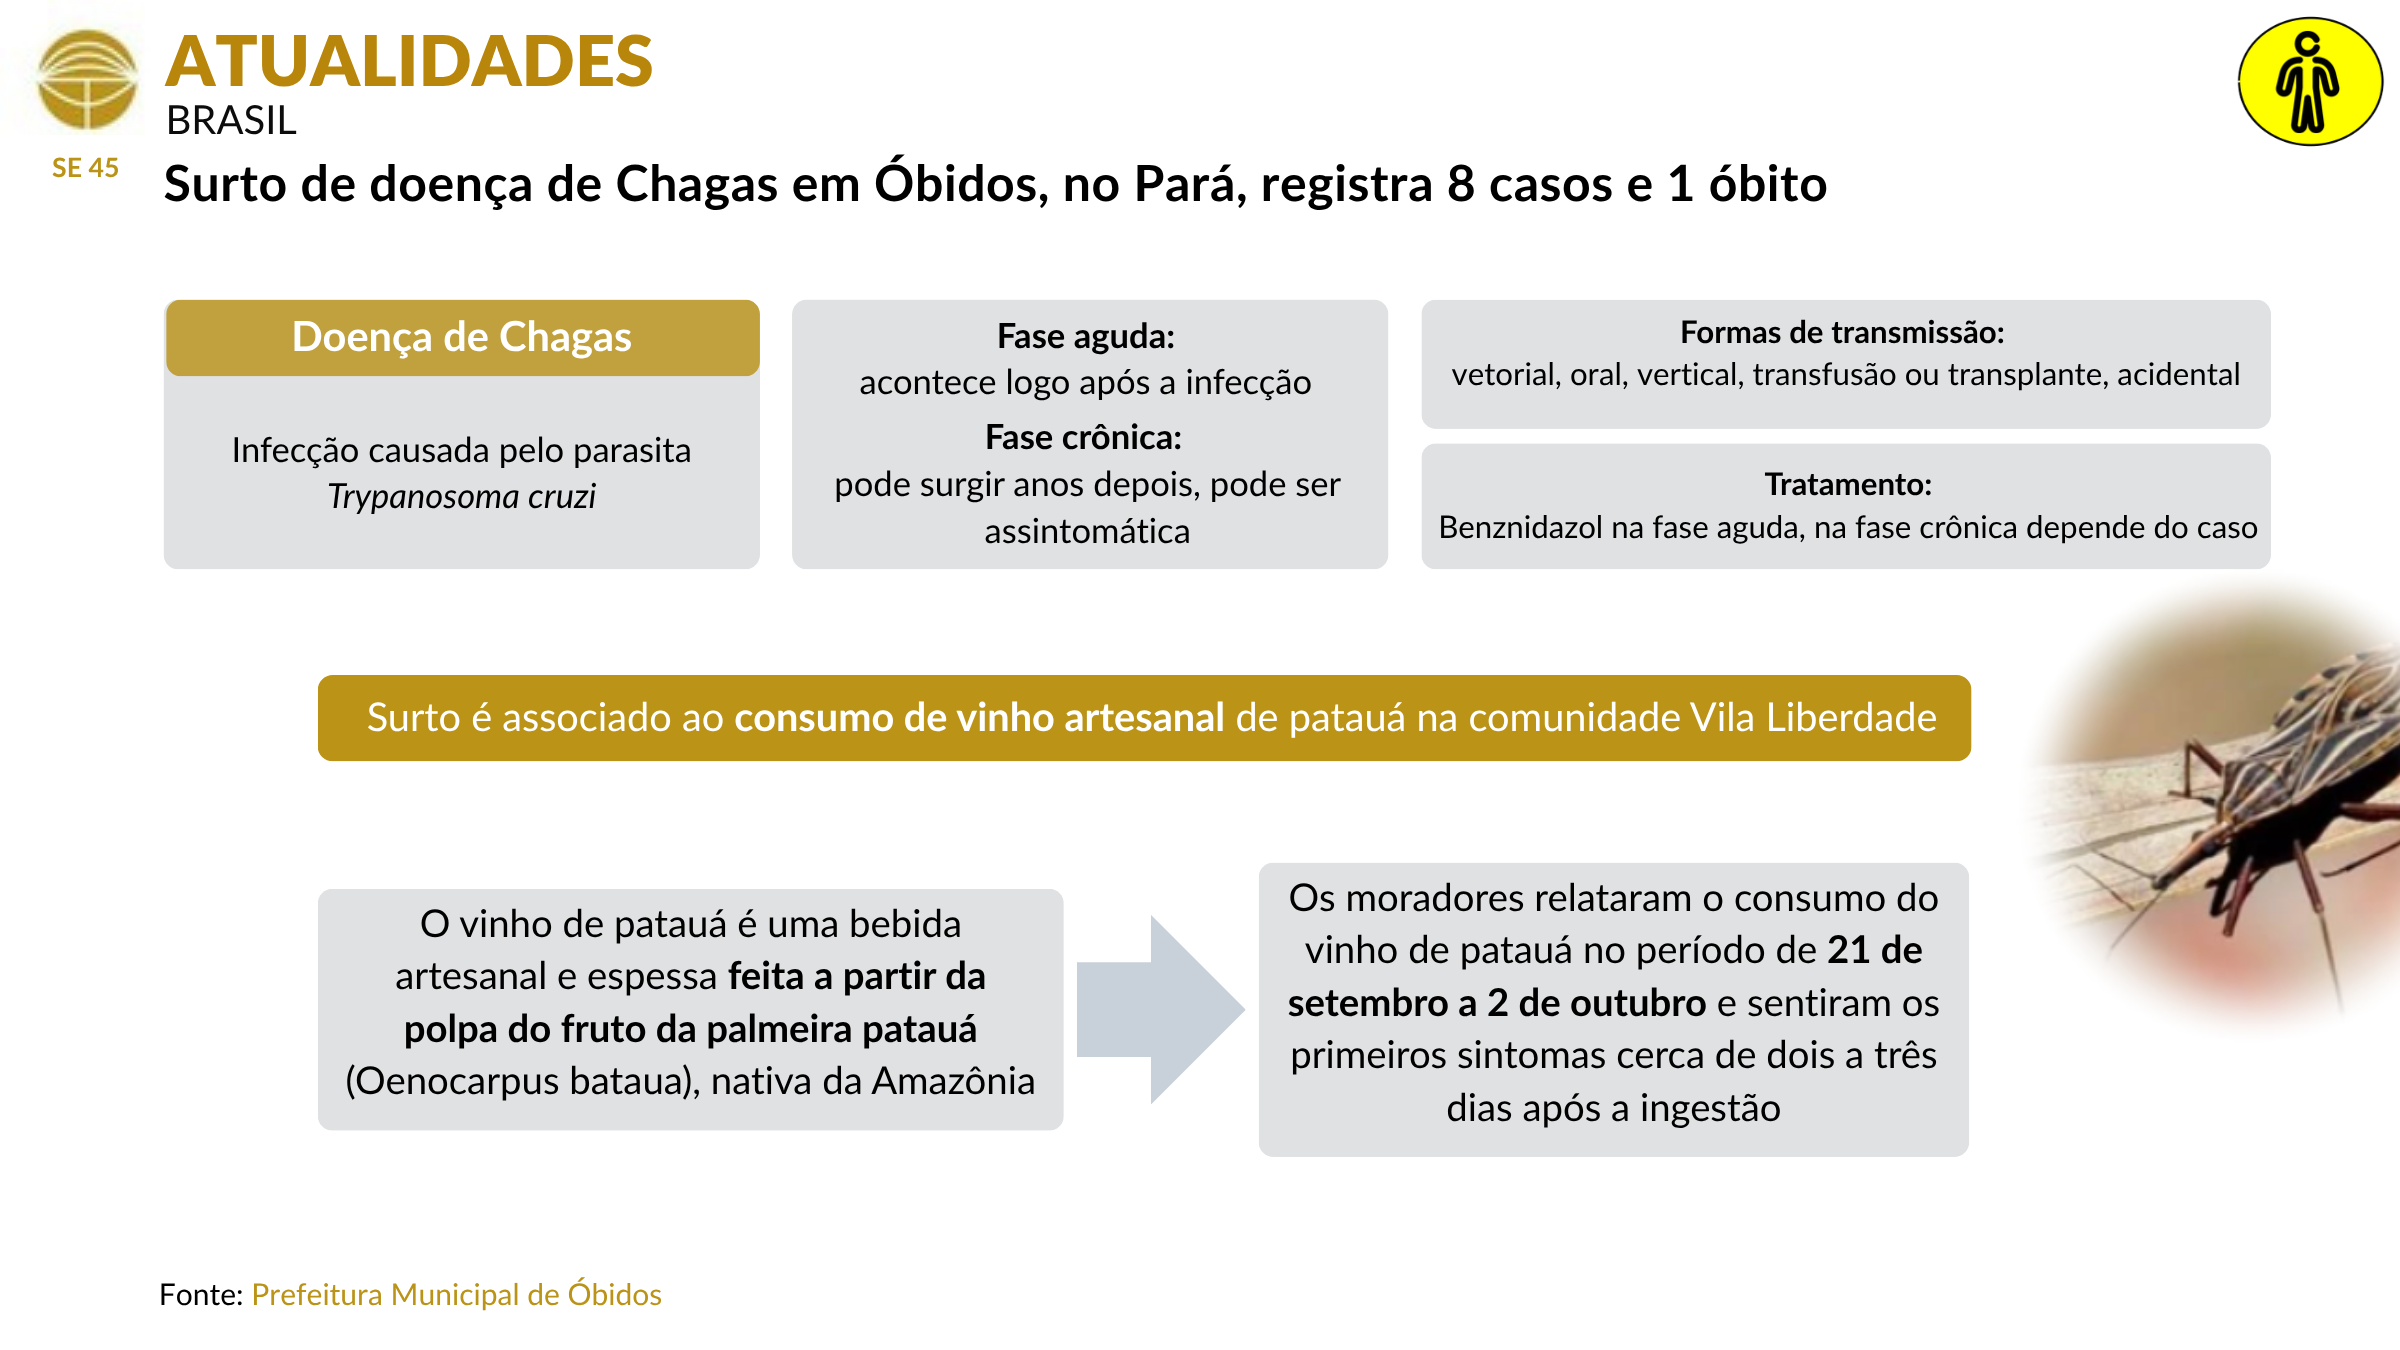 ATUALIDADES
BRASIL
SE 45
Surto de doença de Chagas em Óbidos, no Pará, registra 8 casos e 1 óbito
Doença de Chagas
Infecção causada pelo parasita
Trypanosoma cruzi
Fase aguda:
acontece logo após a infecção
Fase crônica:
pode surgir anos depois, pode ser
assintomática
Formas de transmissão:
vetorial, oral, vertical, transfusão ou transplante, acidental
Tratamento:
Benznidazol na fase aguda, na fase crônica depende do caso
Surto é associado ao consumo de vinho artesanal de patauá na comunidade Vila Liberdade
O vinho de patauá é uma bebida
artesanal e espessa feita a partir da
polpa do fruto da palmeira patauá
(Oenocarpus bataua), nativa da Amazônia
Os moradores relataram o consumo do
vinho de patauá no período de 21 de
setembro a 2 de outubro e sentiram os
primeiros sintomas cerca de dois a três
dias após a ingestão
Fonte: Prefeitura Municipal de Óbidos